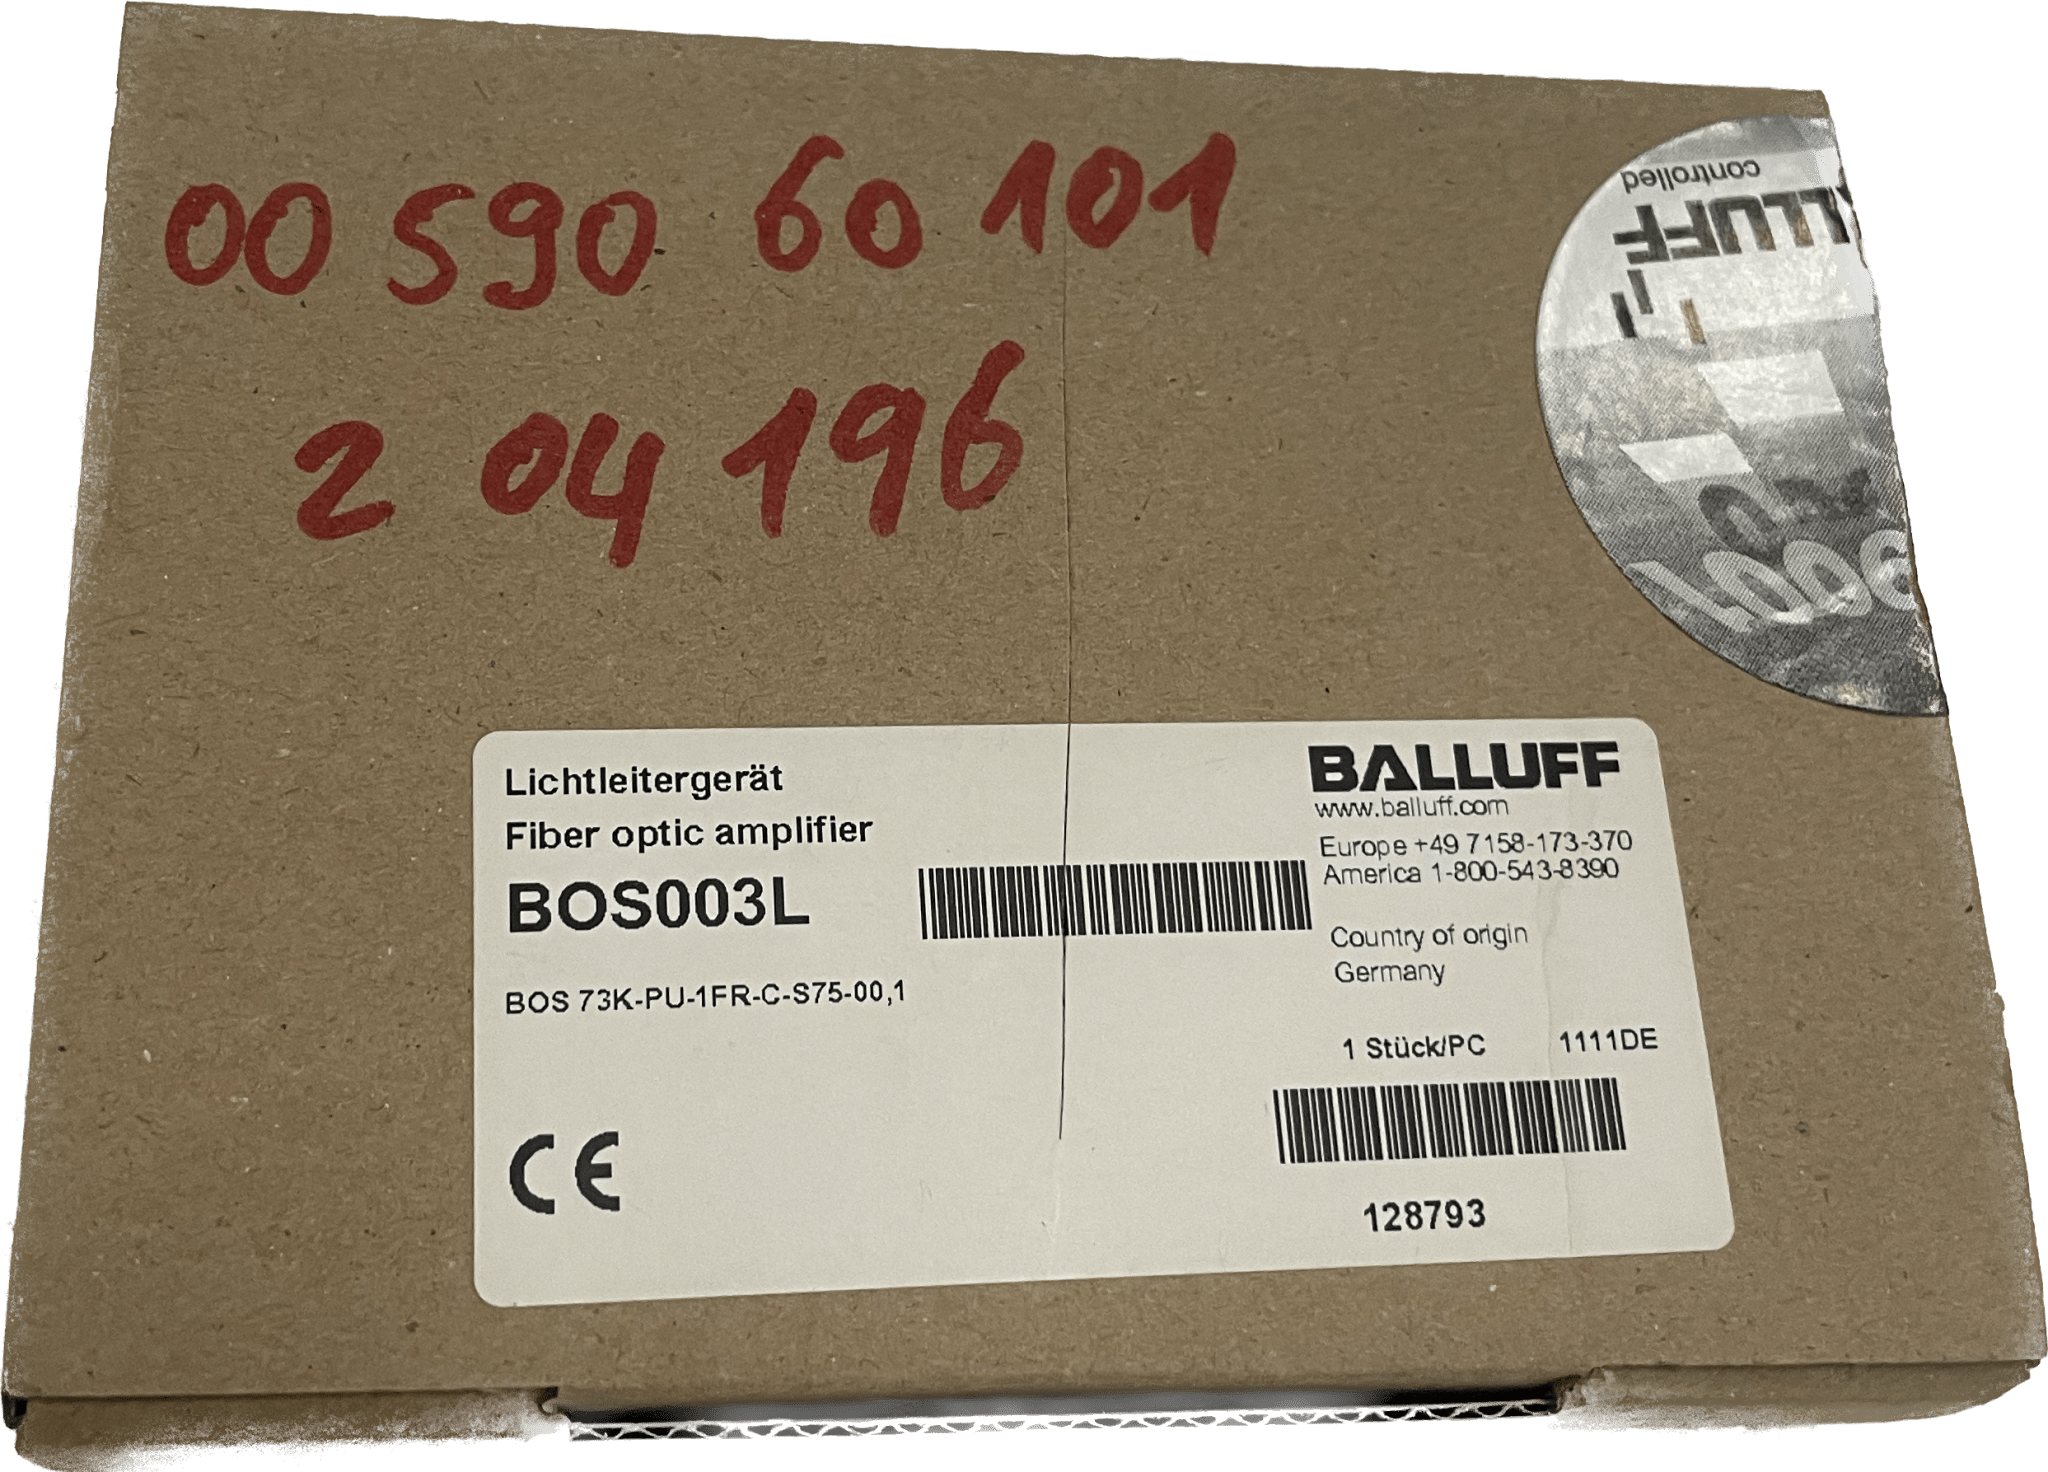 00 590 60 101
2 04 196
controlled
BALLUFF
Lichtleitergerät
Fiber optic amplifier
BOS003L
BOS 73K-PU-1FR-C-S75-00,1
CE
BALLUFF
www.balluff.com
Europe +49 7158-173-370
America 1-800-543-8390
Country of origin
Germany
1 Stück/PC 1111DE
128793